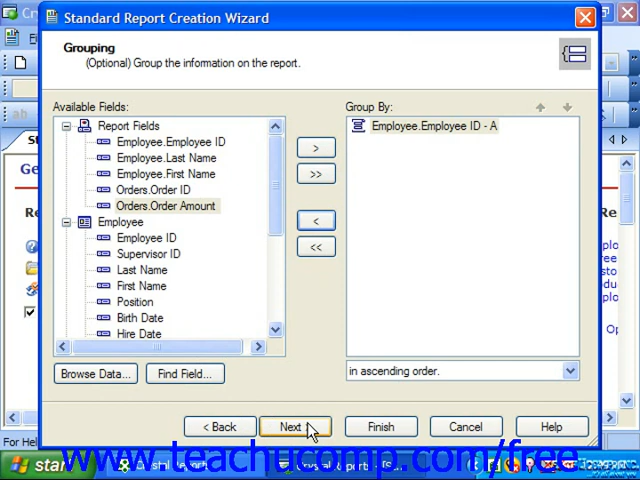 Standard Report Creation Wizard
Grouping
(Optional) Group the information on the report.
Available Fields:
Group By:
Report Fields
Employee.Employee ID
Employee.Last Name
Employee.First Name
Orders.Order ID
Orders.Order Amount
Employee
Employee ID
Supervisor ID
Last Name
First Name
Position
Birth Date
Hire Date
>
>>
<
<<
Employee.Employee ID - A
in ascending order.
Browse Data...
Find Field...
< Back
Next >
Finish
Cancel
Help
For Help
www.teachucomp.com/free
start